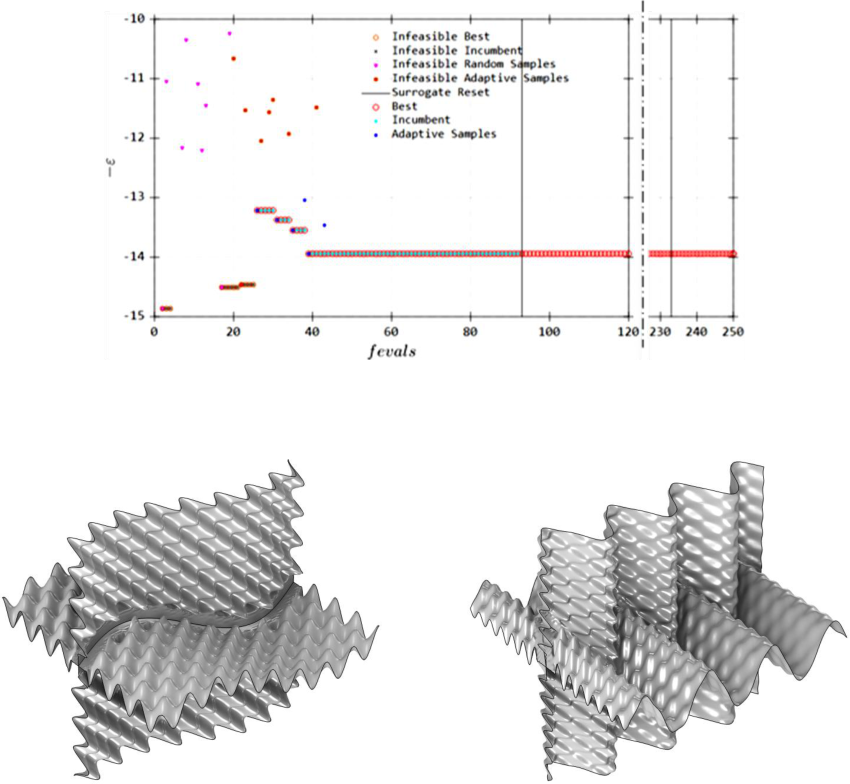 -10
Infeasible Best
Infeasible Incumbent
Infeasible Random Samples
-11
Infeasible Adaptive Samples
Surrogate Reset
Best
Incumbent
-12
Adaptive Samples
−ε
-13
-14
-15
0 20 40 60 80 100 120 230 240 250
fevals